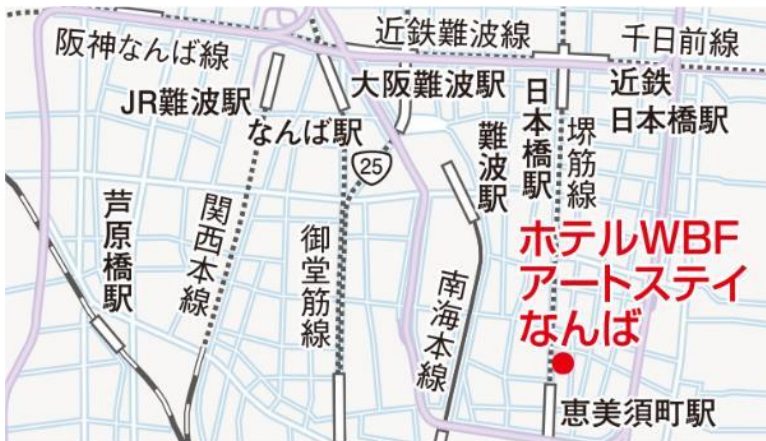 阪神なんば線
近鉄難波線
千日前線
JR難波駅
なんば駅
大阪難波駅
難波駅
日本橋駅
堺筋線
近鉄
日本橋駅
25
芦原橋駅
関西本線
御堂筋線
南海本線
ホテルWBF
アートステイ
なんば
恵美須町駅